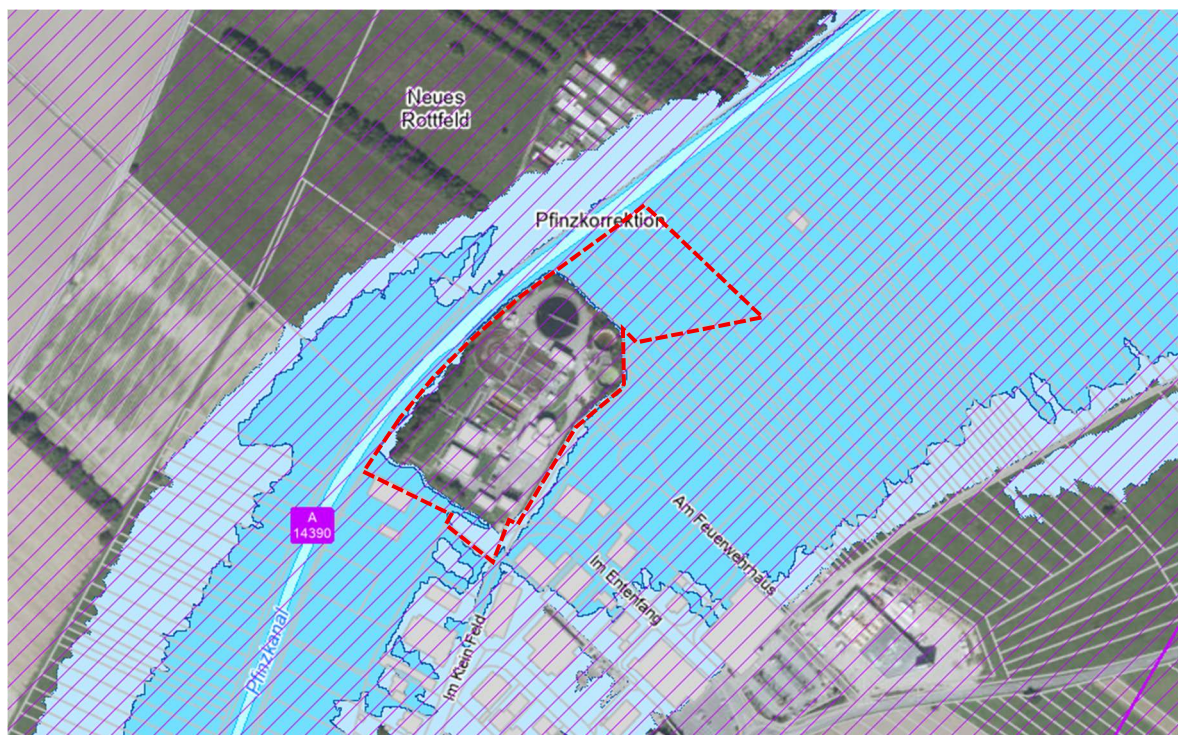 Neues
Rottfeld
Pfinzkorrektion
A
14390
Am Feuerwehrhaus
Im Entenfang
Im Klein Feld
Pfinzkanal